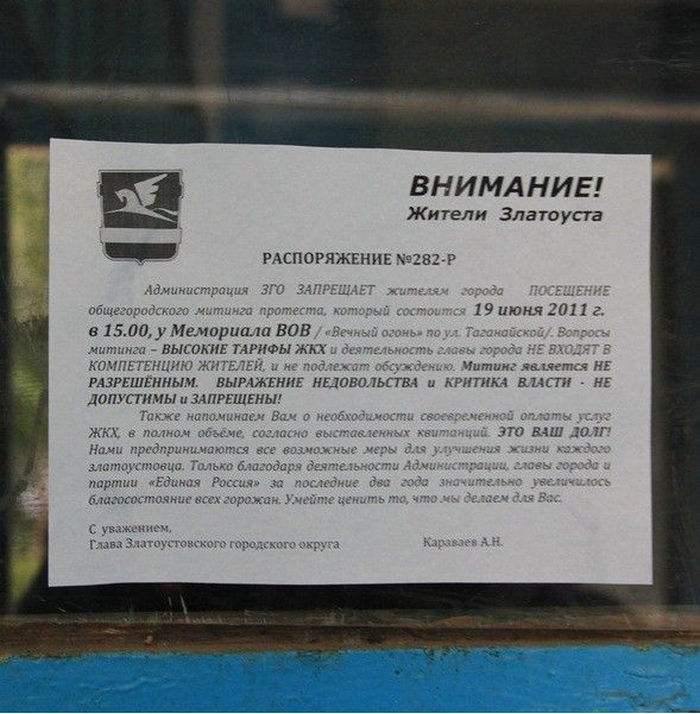 ВНИМАНИЕ!
Жители Златоуста
РАСПОРЯЖЕНИЕ №282-Р
Администрация ЗГО ЗАПРЕЩАЕТ жителям города ПОСЕЩЕНИЕ
общегородского митинга протеста, который состоится 19 июня 2011 г.
в 15.00, у Мемориала ВОВ / «Вечный огонь» по ул. Таганайской/. Вопросы
митинга – ВЫСОКИЕ ТАРИФЫ ЖКХ и деятельность главы города НЕ ВХОДЯТ В
КОМПЕТЕНЦИЮ ЖИТЕЛЕЙ, и не подлежат обсуждению. Митинг является НЕ
РАЗРЕШЁННЫМ. ВЫРАЖЕНИЕ НЕДОВОЛЬСТВА и КРИТИКА ВЛАСТИ - НЕ
ДОПУСТИМЫ и ЗАПРЕЩЕНЫ!
Также напоминаем Вам о необходимости своевременной оплаты услуг
ЖКХ, в полном объёме, согласно выставленных квитанций. ЭТО ВАШ ДОЛГ!
Нами предпринимаются все возможные меры для улучшения жизни каждого
златоустовца. Только благодаря деятельности Администрации, главы города и
партии «Единая Россия» за последние два года значительно увеличилось
благосостояние всех горожан. Умейте ценить то, что мы делаем для Вас.
С уважением,
Глава Златоустовского городского округа Караваев А.Н.